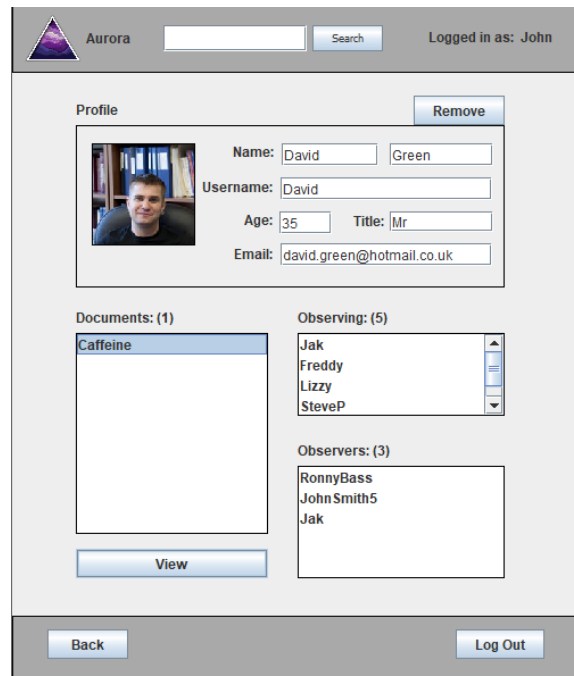 Aurora Search Logged in as: John
Profile Remove
Name: David Green
Username: David
Age: 35 Title: Mr
Email: david.green@hotmail.co.uk
Documents: (1)
Caffeine
View
Observing: (5)
Jak
Freddy
Lizzy
SteveP
Observers: (3)
RonnyBass
JohnSmith5
Jak
Back Log Out